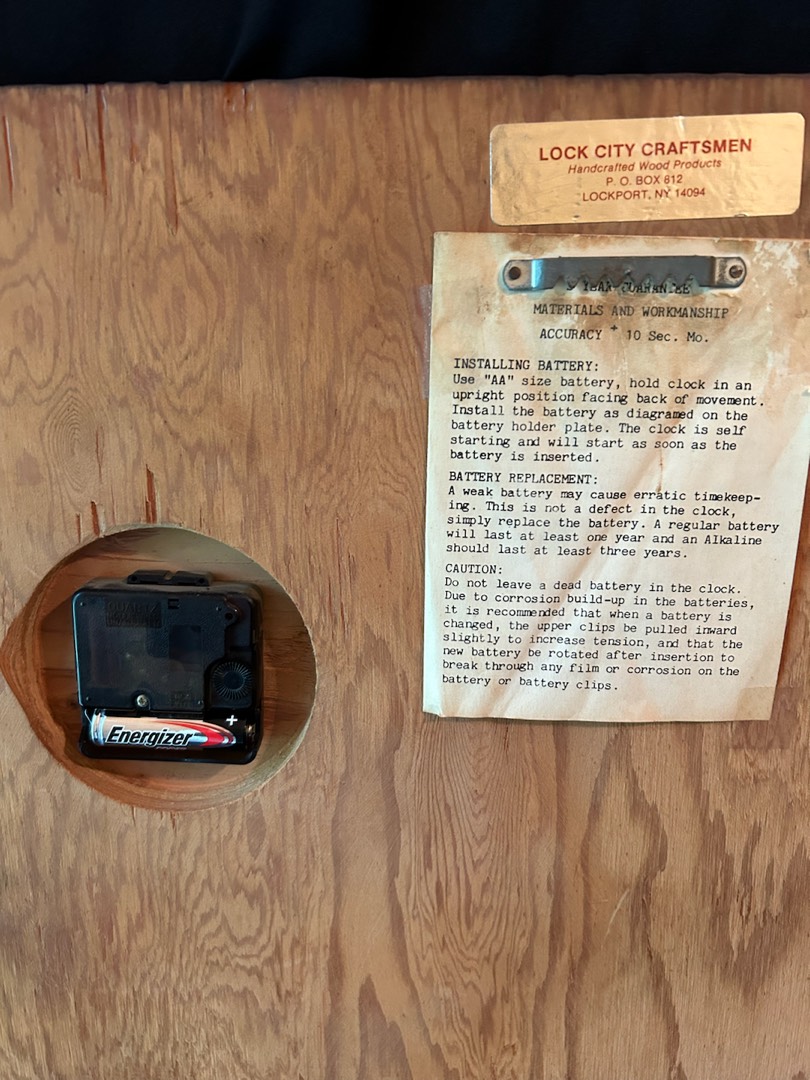 LOCK CITY CRAFTSMEN
Handcrafted Wood Products
P. O. BOX 612
LOCKPORT, NY 14094
YEAR GUARANTEE
MATERIALS AND WORKMANSHIP
ACCURACY + 10 Sec. Mo.
INSTALLING BATTERY:
Use "AA" size battery, hold clock in an
upright position facing back of movement.
Install the battery as diagramed on the
battery holder plate. The clock is self
starting and will start as soon as the
battery is inserted.
BATTERY REPLACEMENT:
A weak battery may cause erratic timekeep-
ing. This is not a defect in the clock,
simply replace the battery. A regular battery
will last at least one year and an Alkaline
should last at least three years.
CAUTION:
Do not leave a dead battery in the clock.
Due to corrosion build-up in the batteries,
it is recommended that when a battery is
changed, the upper clips be pulled inward
slightly to increase tension, and that the
new battery be rotated after insertion to
break through any film or corrosion on the
battery or battery clips.
QUARTZ
+
Energizer